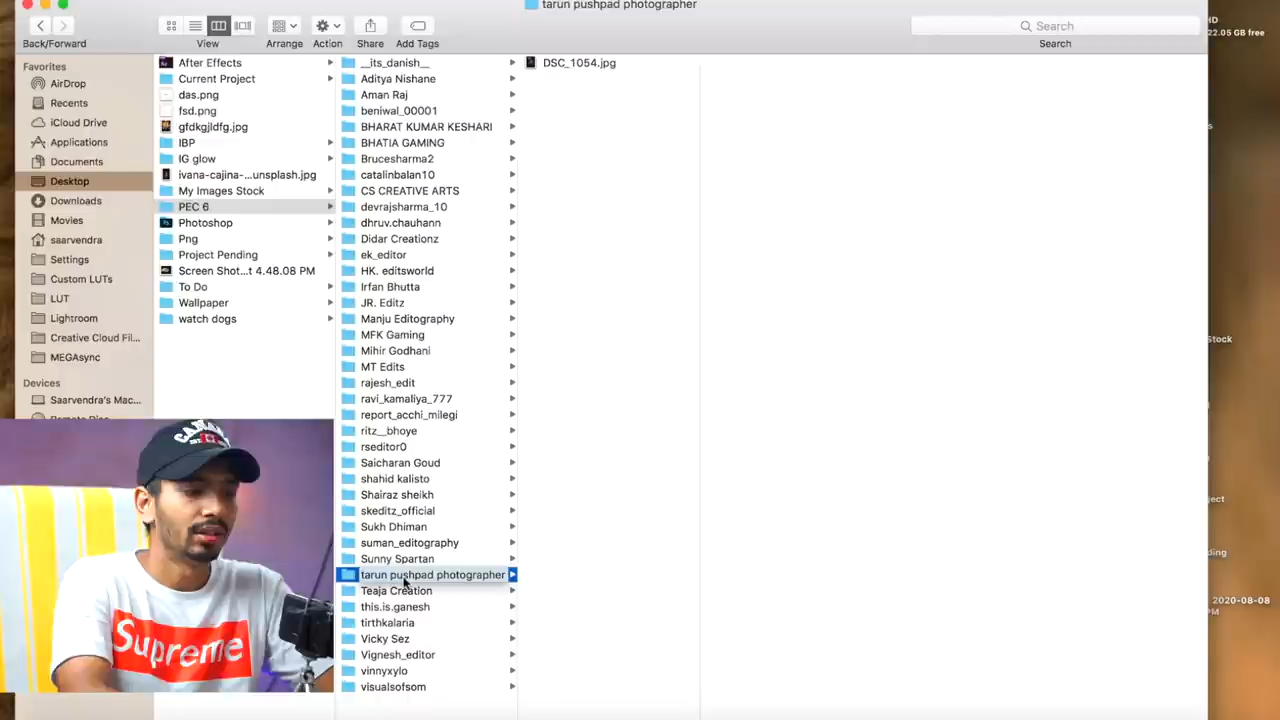 tarun pushpad photographer
HD
22.05 GB free
Search
Back/Forward
View
Arrange
Action
Share
Add Tags
Search
Favorites
AirDrop
Recents
iCloud Drive
Applications
Documents
Desktop
Downloads
Movies
saarvendra
Settings
Custom LUTs
LUT
Lightroom
Creative Cloud Fil...
MEGAsync
Devices
Saarvendra's Mac...
After Effects
Current Project
das.png
fsd.png
gfdkgjldfg.jpg
IBP
IG glow
ivana-cajina-...unsplash.jpg
My Images Stock
PEC 6
Photoshop
Png
Project Pending
Screen Shot...t 4.48.08 PM
To Do
Wallpaper
watch dogs
__its_danish__
Aditya Nishane
Aman Raj
beniwal_00001
BHARAT KUMAR KESHARI
BHATIA GAMING
Brucesharma2
catalinbalan10
CS CREATIVE ARTS
devrajsharma_10
dhruv.chauhann
Didar Creationz
ek_editor
HK. editsworld
Irfan Bhutta
JR. Editz
Manju Editography
MFK Gaming
Mihir Godhani
MT Edits
rajesh_edit
ravi_kamaliya_777
report_acchi_milegi
ritz__bhoye
rseditor0
Saicharan Goud
shahid kalisto
Shairaz sheikh
skeditz_official
Sukh Dhiman
suman_editography
Sunny Spartan
tarun pushpad photographer
Teaja Creation
this.is.ganesh
tirthkalaria
Vicky Sez
Vignesh_editor
vinnyxylo
visualsofsom
DSC_1054.jpg
Stock
ject
ding
2020-08-08
PM
CANADA
Supreme